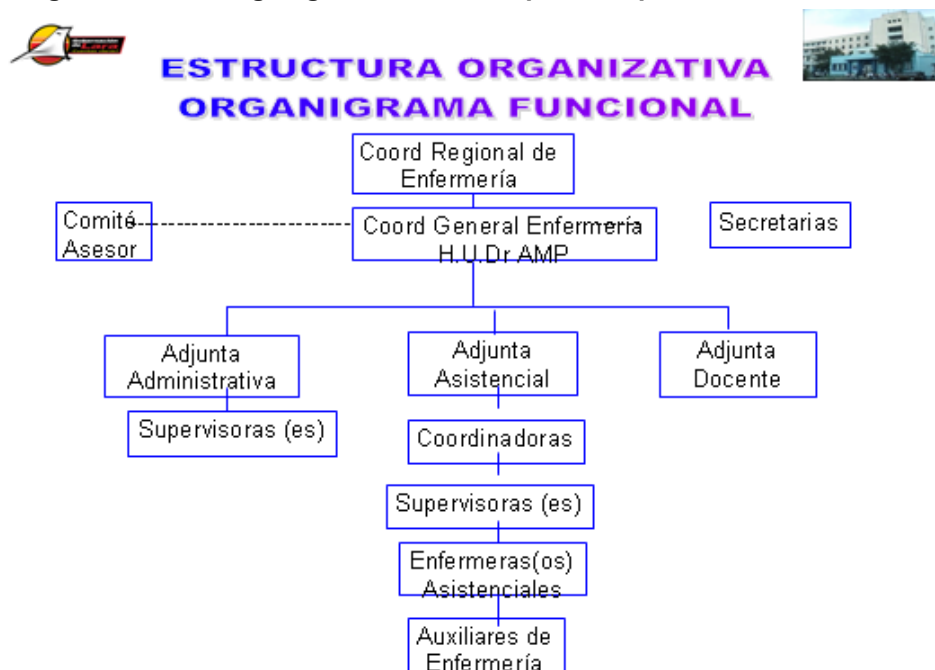 Lara
ESTRUCTURA ORGANIZATIVA
ORGANIGRAMA FUNCIONAL
Coord Regional de
Enfermería
Comité
Asesor
Coord General Enfermería
H.U.Dr AMP
Secretarias
Adjunta
Administrativa
Adjunta
Asistencial
Adjunta
Docente
Supervisoras (es)
Coordinadoras
Supervisoras (es)
Enfermeras(os)
Asistenciales
Auxiliares de
Enfermería